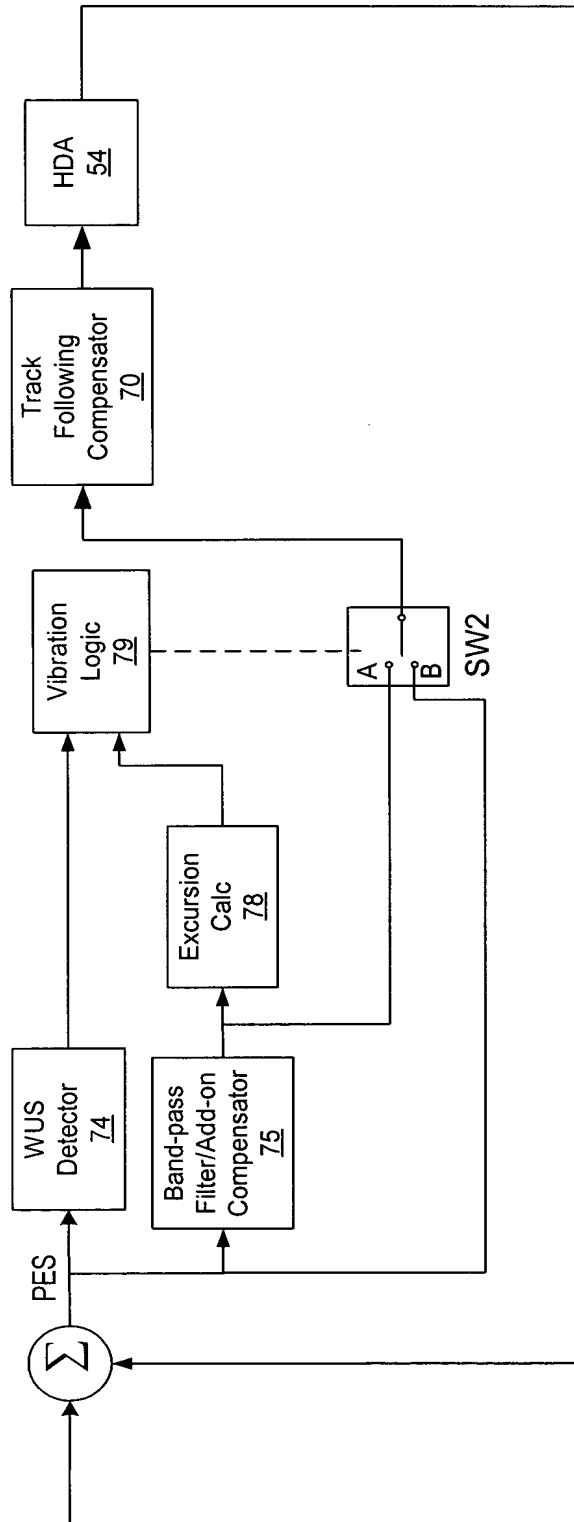 Σ
PES
WUS
Detector
74
Band-pass
Filter/Add-on
Compensator
75
Excursion
Calc
78
Vibration
Logic
79
A
B
SW2
Track
Following
Compensator
70
HDA
54